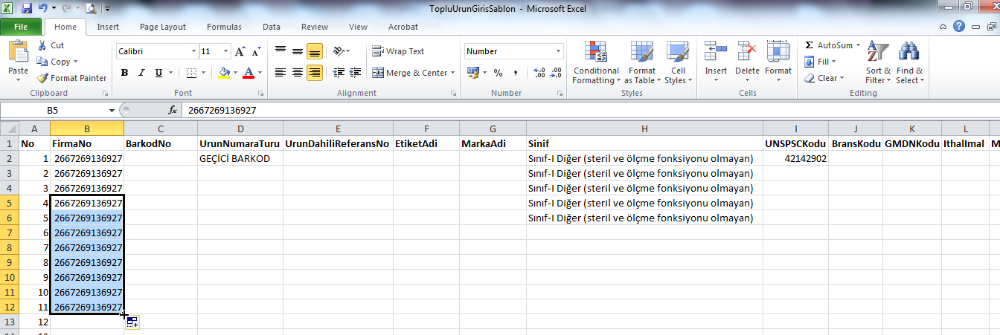 TopluUrunGirisSablon - Microsoft Excel
File Home Insert Page Layout Formulas Data Review View Acrobat
Paste Cut Copy Format Painter Clipboard
Calibri 11 A A B I U A Font
Wrap Text Merge & Center Alignment
Number % , .0 .00 .00 .0 Number
Conditional Formatting Format as Table Cell Styles Styles
Insert Delete Format Cells
Σ AutoSum Fill Clear Sort & Filter Find & Select Editing
B5 fx 2667269136927
A B C D E F G H I J K L
1 No FirmaNo BarkodNo UrunNumaraTuru UrunDahiliReferansNo EtiketAdi MarkaAdi Sinif UNSPSCKodu BransKodu GMDNKodu IthalImal M
2 1 2667269136927 GEÇİCİ BARKOD Sınıf-I Diğer (steril ve ölçme fonksiyonu olmayan) 42142902
3 2 2667269136927 Sınıf-I Diğer (steril ve ölçme fonksiyonu olmayan)
4 3 2667269136927 Sınıf-I Diğer (steril ve ölçme fonksiyonu olmayan)
5 4 2667269136927 Sınıf-I Diğer (steril ve ölçme fonksiyonu olmayan)
6 5 2667269136927 Sınıf-I Diğer (steril ve ölçme fonksiyonu olmayan)
7 6 2667269136927
8 7 2667269136927
9 8 2667269136927
10 9 2667269136927
11 10 2667269136927
12 11 2667269136927
13 12